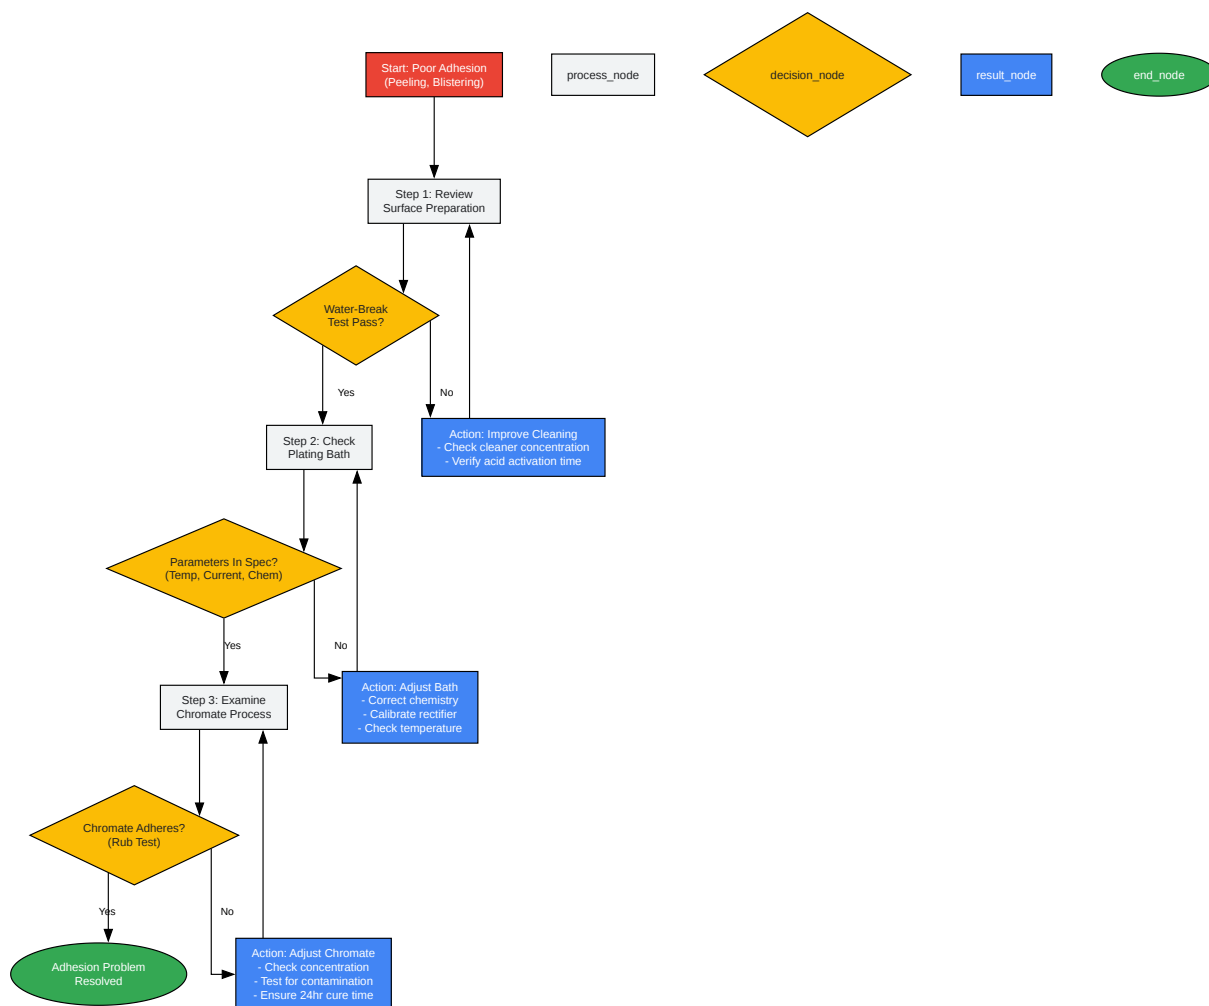 Start: Poor Adhesion
(Peeling, Blistering)
process_node
decision_node
result_node
end_node
Step 1: Review
Surface Preparation
Water-Break
Test Pass?
Yes
No
Action: Improve Cleaning
- Check cleaner concentration
- Verify acid activation time
Step 2: Check
Plating Bath
Parameters In Spec?
(Temp, Current, Chem)
Yes
No
Action: Adjust Bath
- Correct chemistry
- Calibrate rectifier
- Check temperature
Step 3: Examine
Chromate Process
Chromate Adheres?
(Rub Test)
Yes
No
Adhesion Problem
Resolved
Action: Adjust Chromate
- Check concentration
- Test for contamination
- Ensure 24hr cure time